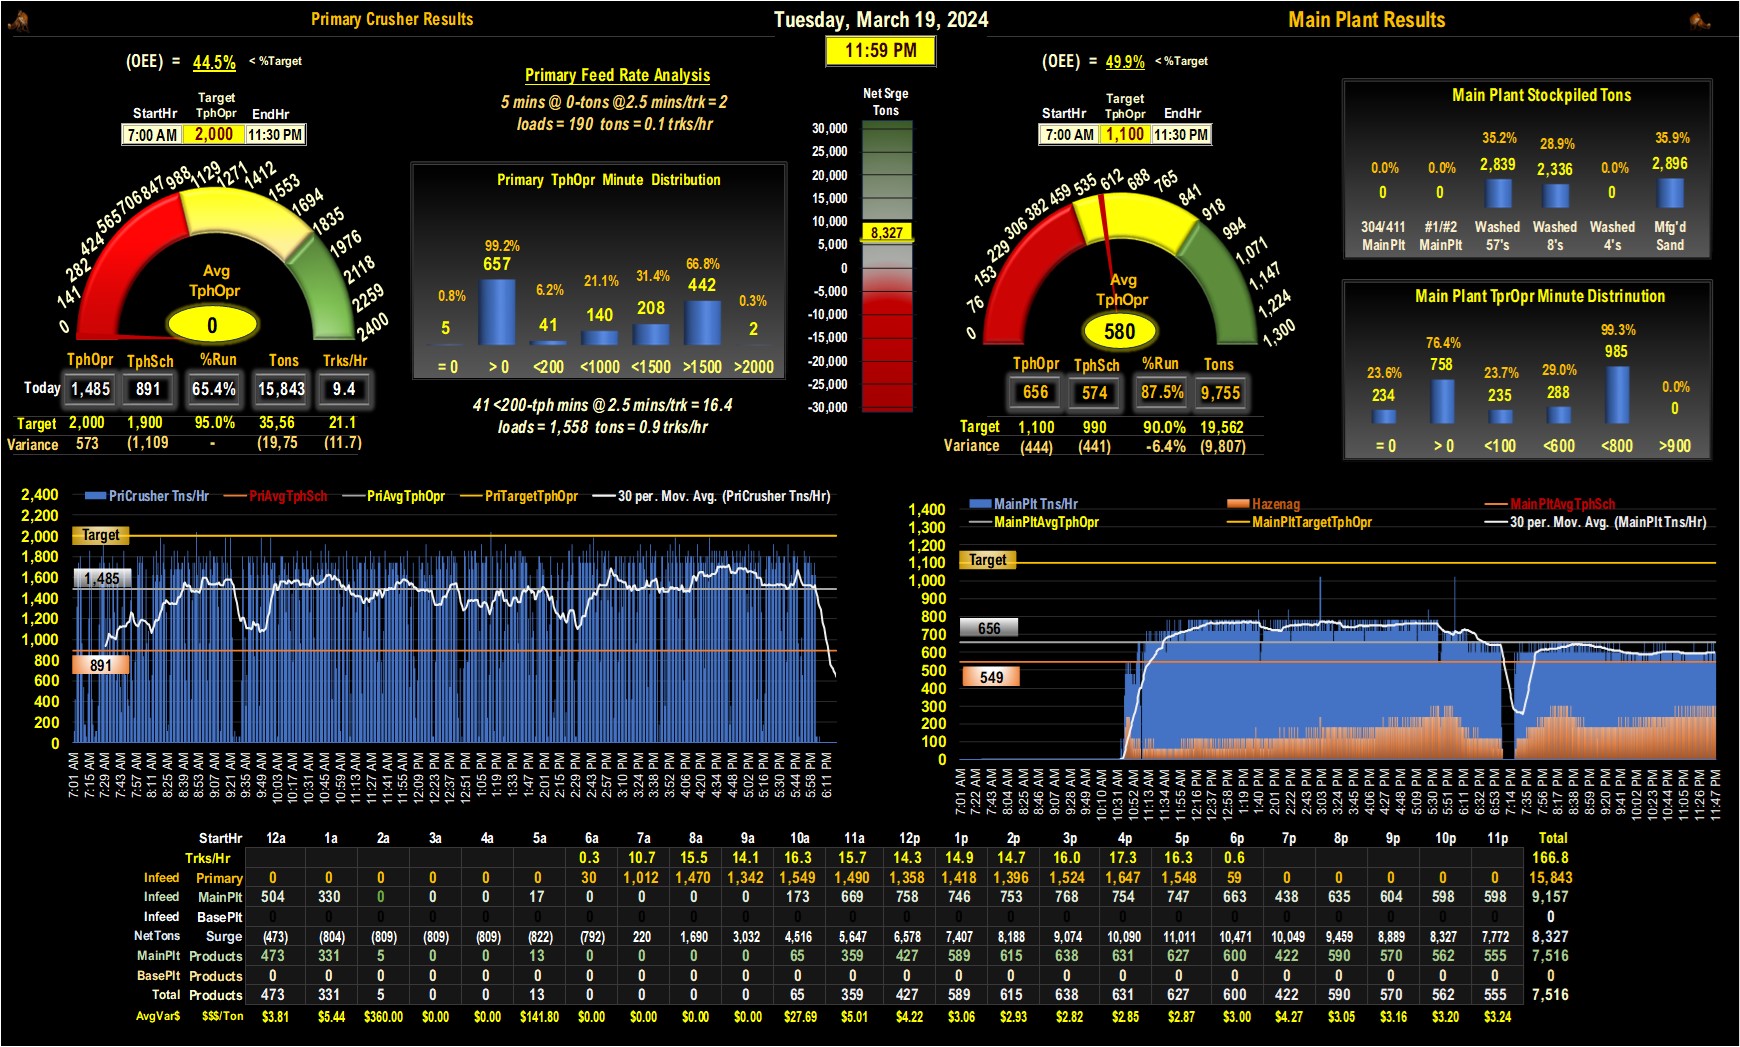 Primary Crusher Results
Tuesday, March 19, 2024
Main Plant Results
11:59 PM
(OEE) = 44.5% < %Target
StartHr Target TphOpr EndHr
7:00 AM 2,000 11:30 PM
0 141 282 424 565 706 847 988 1129 1271 1412 1553 1694 1835 1976 2118 2259 2400
Avg
TphOpr
0
TphOpr TphSch %Run Tons Trks/Hr
Today 1,485 891 65.4% 15,843 9.4
Target 2,000 1,900 95.0% 35,56 21.1
Variance 573 (1,109 - (19,75 (11.7)
Primary Feed Rate Analysis
5 mins @ 0-tons @2.5 mins/trk = 2
loads = 190 tons = 0.1 trks/hr
Primary TphOpr Minute Distribution
0.8% 99.2% 6.2% 21.1% 31.4% 66.8% 0.3%
5 657 41 140 208 442 2
= 0 > 0 <200 <1000 <1500 >1500 >2000
41 <200-tph mins @ 2.5 mins/trk = 16.4
loads = 1,558 tons = 0.9 trks/hr
Net Srge
Tons
30,000
25,000
20,000
15,000
10,000
8,327
5,000
0
-5,000
-10,000
-15,000
-20,000
-25,000
-30,000
(OEE) = 49.9% < %Target
StartHr Target TphOpr EndHr
7:00 AM 1,100 11:30 PM
0 76 153 229 306 382 459 535 612 688 765 841 918 994 1,071 1,147 1,224 1,300
Avg
TphOpr
580
TphOpr TphSch %Run Tons
656 574 87.5% 9,755
Target 1,100 990 90.0% 19,562
Variance (444) (441) -6.4% (9,807)
Main Plant Stockpiled Tons
0.0% 0.0% 35.2% 28.9% 0.0% 35.9%
0 0 2,839 2,336 0 2,896
304/411 #1/#2 Washed Washed Washed Mfg'd
MainPlt MainPlt 57's 8's 4's Sand
Main Plant TprOpr Minute Distrinution
23.6% 76.4% 23.7% 29.0% 99.3% 0.0%
234 758 235 288 985 0
= 0 > 0 <100 <600 <800 >900
PriCrusher Tns/Hr PriAvgTphSch PriAvgTphOpr PriTargetTphOpr 30 per. Mov. Avg. (PriCrusher Tns/Hr)
2,400
2,200
2,000
1,800
1,600
1,400
1,200
1,000
800
600
400
200
0
Target
1,485
891
7:01 AM 7:15 AM 7:29 AM 7:43 AM 7:57 AM 8:11 AM 8:25 AM 8:39 AM 8:53 AM 9:07 AM 9:21 AM 9:35 AM 9:49 AM 10:03 AM 10:17 AM 10:31 AM 10:45 AM 10:59 AM 11:13 AM 11:27 AM 11:41 AM 11:55 AM 12:09 PM 12:23 PM 12:37 PM 12:51 PM 1:05 PM 1:19 PM 1:33 PM 1:47 PM 2:01 PM 2:15 PM 2:29 PM 2:43 PM 2:57 PM 3:10 PM 3:24 PM 3:38 PM 3:52 PM 4:06 PM 4:20 PM 4:34 PM 4:48 PM 5:02 PM 5:16 PM 5:30 PM 5:44 PM 5:58 PM 6:11 PM
MainPlt Tns/Hr Hazenag MainPltAvgTphSch
MainPltAvgTphOpr MainPltTargetTphOpr 30 per. Mov. Avg. (MainPlt Tns/Hr)
1,400
1,300
1,200
1,100
1,000
900
800
700
600
500
400
300
200
100
0
Target
656
549
7:01 AM 7:22 AM 7:43 AM 8:04 AM 8:25 AM 8:46 AM 9:07 AM 9:28 AM 9:49 AM 10:10 AM 10:31 AM 10:52 AM 11:13 AM 11:34 AM 11:55 AM 12:16 PM 12:37 PM 12:58 PM 1:19 PM 1:40 PM 2:01 PM 2:22 PM 2:43 PM 3:03 PM 3:24 PM 3:45 PM 4:06 PM 4:27 PM 4:48 PM 5:09 PM 5:30 PM 5:51 PM 6:11 PM 6:32 PM 6:53 PM 7:14 PM 7:35 PM 7:56 PM 8:17 PM 8:38 PM 8:59 PM 9:20 PM 9:41 PM 10:02 PM 10:23 PM 10:44 PM 11:05 PM 11:26 PM 11:47 PM
StartHr 12a 1a 2a 3a 4a 5a 6a 7a 8a 9a 10a 11a 12p 1p 2p 3p 4p 5p 6p 7p 8p 9p 10p 11p Total
Trks/Hr 0.3 10.7 15.5 14.1 16.3 15.7 14.3 14.9 14.7 16.0 17.3 16.3 0.6 166.8
Infeed Primary 0 0 0 0 0 0 30 1,012 1,470 1,342 1,549 1,490 1,358 1,418 1,396 1,524 1,647 1,548 59 0 0 0 0 0 15,843
Infeed MainPlt 504 330 0 0 0 17 0 0 0 0 173 669 758 746 753 768 754 747 663 438 635 604 598 598 9,157
Infeed BasePlt 0 0 0 0 0 0 0 0 0 0 0 0 0 0 0 0 0 0 0 0 0 0 0 0 0
NetTons Surge (473) (804) (809) (809) (809) (822) (792) 220 1,690 3,032 4,516 5,647 6,578 7,407 8,188 9,074 10,090 11,011 10,471 10,049 9,459 8,889 8,327 7,772 8,327
MainPlt Products 473 331 5 0 0 13 0 0 0 0 65 359 427 589 615 638 631 627 600 422 590 570 562 555 7,516
BasePlt Products 0 0 0 0 0 0 0 0 0 0 0 0 0 0 0 0 0 0 0 0 0 0 0 0 0
Total Products 473 331 5 0 0 13 0 0 0 0 65 359 427 589 615 638 631 627 600 422 590 570 562 555 7,516
AvgVar$ $$$/Ton $3.81 $5.44 $360.00 $0.00 $0.00 $141.80 $0.00 $0.00 $0.00 $0.00 $27.69 $5.01 $4.22 $3.06 $2.93 $2.82 $2.85 $2.87 $3.00 $4.27 $3.05 $3.16 $3.20 $3.24